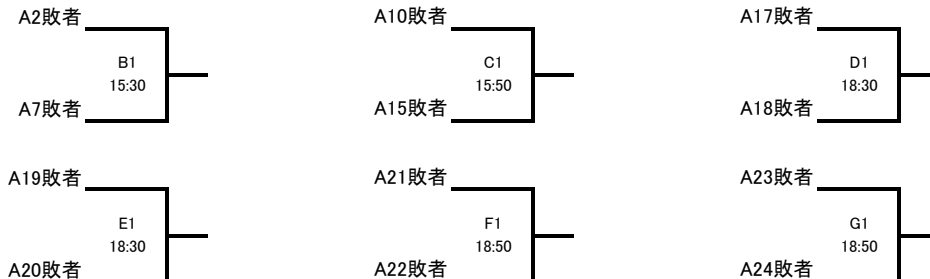 A2敗者
B1
15:30
A7敗者
A10敗者
C1
15:50
A15敗者
A17敗者
D1
18:30
A18敗者
A19敗者
E1
18:30
A20敗者
A21敗者
F1
18:50
A22敗者
A23敗者
G1
18:50
A24敗者